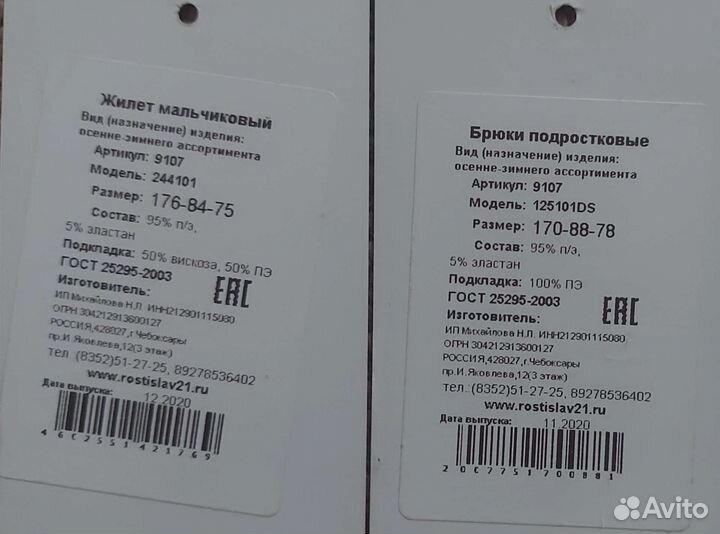 Жилет мальчиковый
Вид (назначение) изделия:
осенне-зимнего ассортимента
Артикул: 9107
Модель: 244101
Размер: 176-84-75
Состав: 95% п/э,
5% эластан
Подкладка: 50% вискоза, 50% ПЭ
ГОСТ 25295-2003
Изготовитель:
ИП Михайлова Н.Л. ИНН212901115080
ОГРН 304212913600127
РОССИЯ,428027,г.Чебоксары
пр.И.Яковлева,12(3 этаж)
тел.:(8352)51-27-25, 89278536402
www.rostislav21.ru
Дата выпуска: 12.2020
4602551421769
Брюки подростковые
Вид (назначение) изделия:
осенне-зимнего ассортимента
Артикул: 9107
Модель: 125101DS
Размер: 170-88-78
Состав: 95% п/э,
5% эластан
Подкладка: 100% ПЭ
ГОСТ 25295-2003
Изготовитель:
ИП Михайлова Н.Л. ИНН212901115080
ОГРН 304212913600127
РОССИЯ,428027,г.Чебоксары
пр.И.Яковлева,12(3 этаж)
тел.:(8352)51-27-25, 89278536402
www.rostislav21.ru
Дата выпуска: 11.2020
2007751700881
Avito